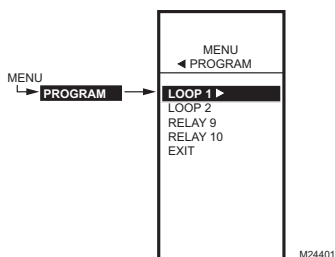 MENU
PROGRAM
MENU
◀ PROGRAM
LOOP 1 ▶
LOOP 2
RELAY 9
RELAY 10
EXIT
M24401